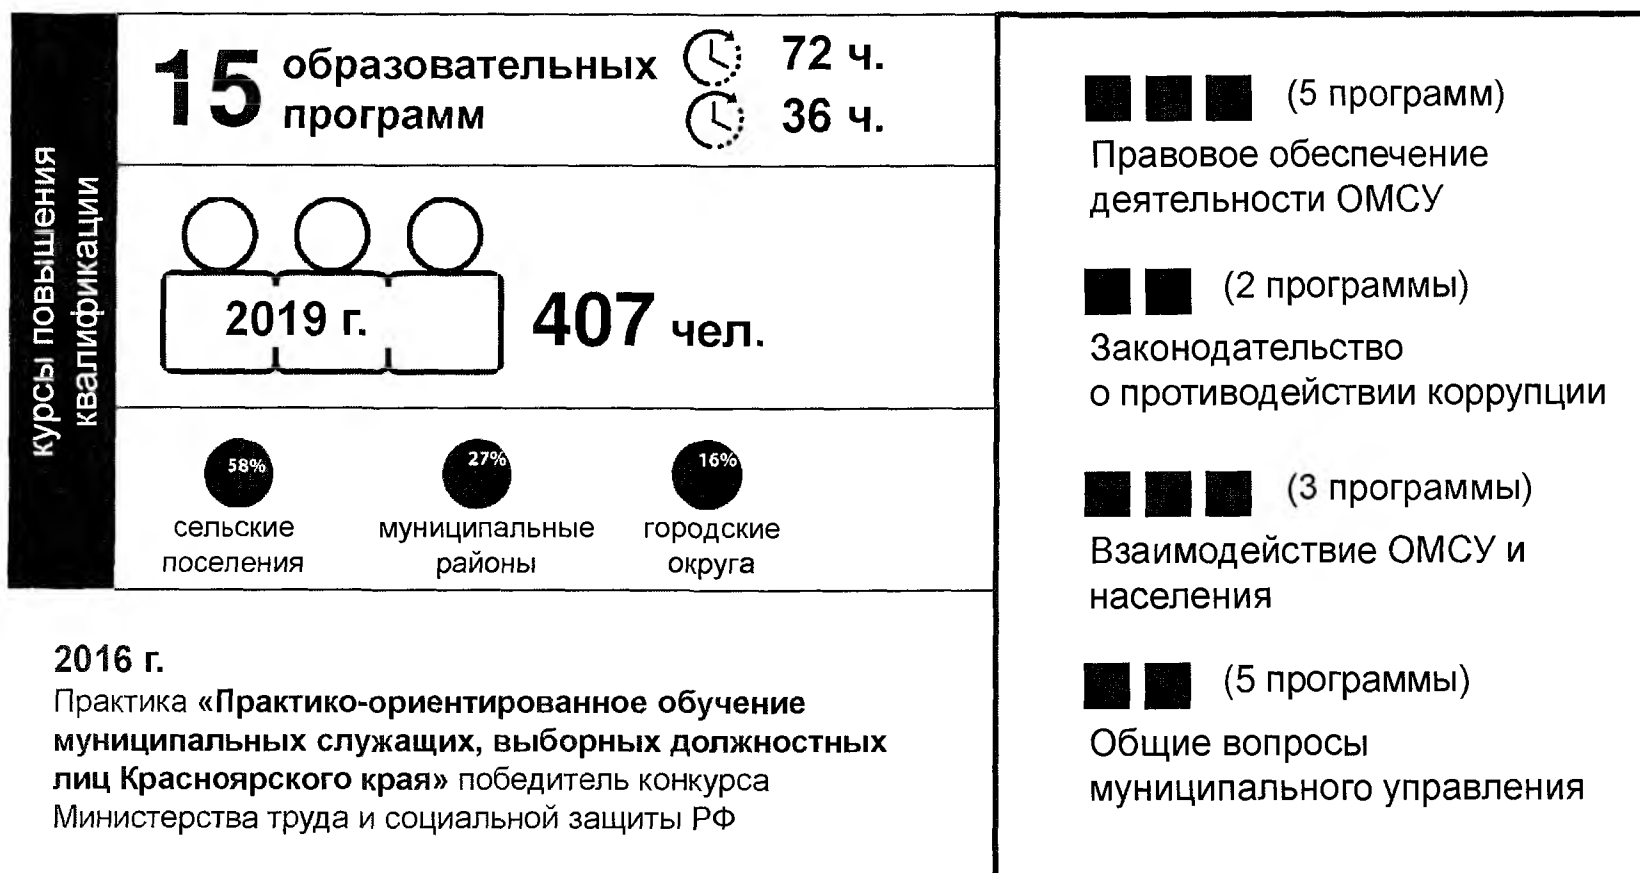 курсы повышения
квалификации
15 образовательных
программ
72 ч.
36 ч.
2019 г.
407 чел.
58%
сельские
поселения
27%
муниципальные
районы
16%
городские
округа
2016 г.
Практика «Практико-ориентированное обучение
муниципальных служащих, выборных должностных
лиц Красноярского края» победитель конкурса
Министерства труда и социальной защиты РФ
(5 программ)
Правовое обеспечение
деятельности ОМСУ
(2 программы)
Законодательство
о противодействии коррупции
(3 программы)
Взаимодействие ОМСУ и
населения
(5 программы)
Общие вопросы
муниципального управления